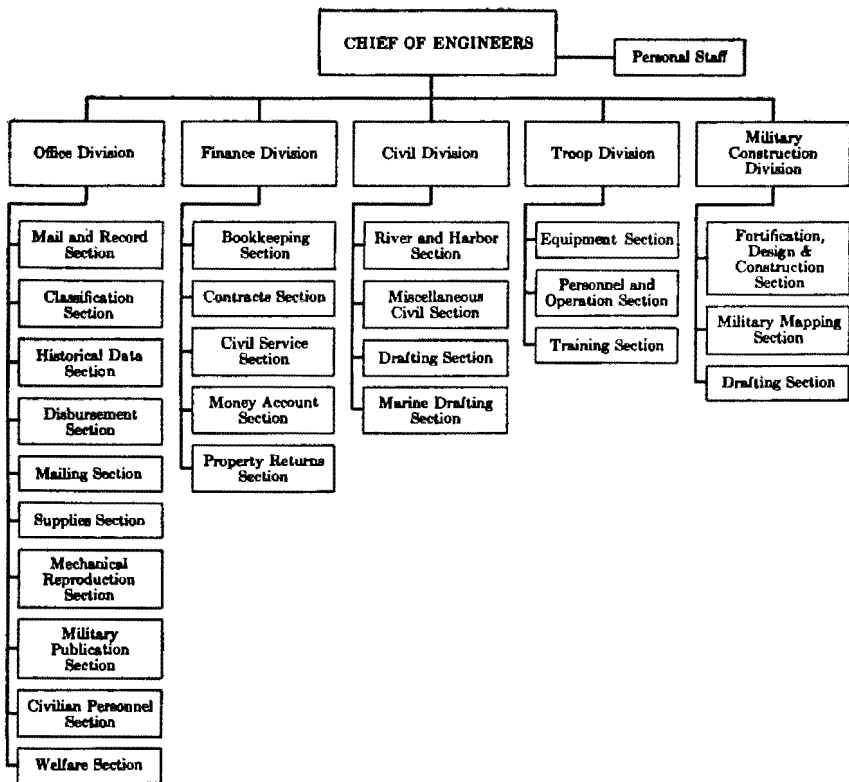 CHIEF OF ENGINEERS
Personal Staff
Office Division
Finance Division
Civil Division
Troop Division
Military
Construction
Division
Mail and Record
Section
Classification
Section
Historical Data
Section
Disbursement
Section
Mailing Section
Supplies Section
Mechanical
Reproduction
Section
Military
Publication
Section
Civilian Personnel
Section
Welfare Section
Bookkeeping
Section
Contracts Section
Civil Service
Section
Money Account
Section
Property Returns
Section
River and Harbor
Section
Miscellaneous
Civil Section
Drafting Section
Marine Drafting
Section
Equipment Section
Personnel and
Operation Section
Training Section
Fortification,
Design &
Construction
Section
Military Mapping
Section
Drafting Section